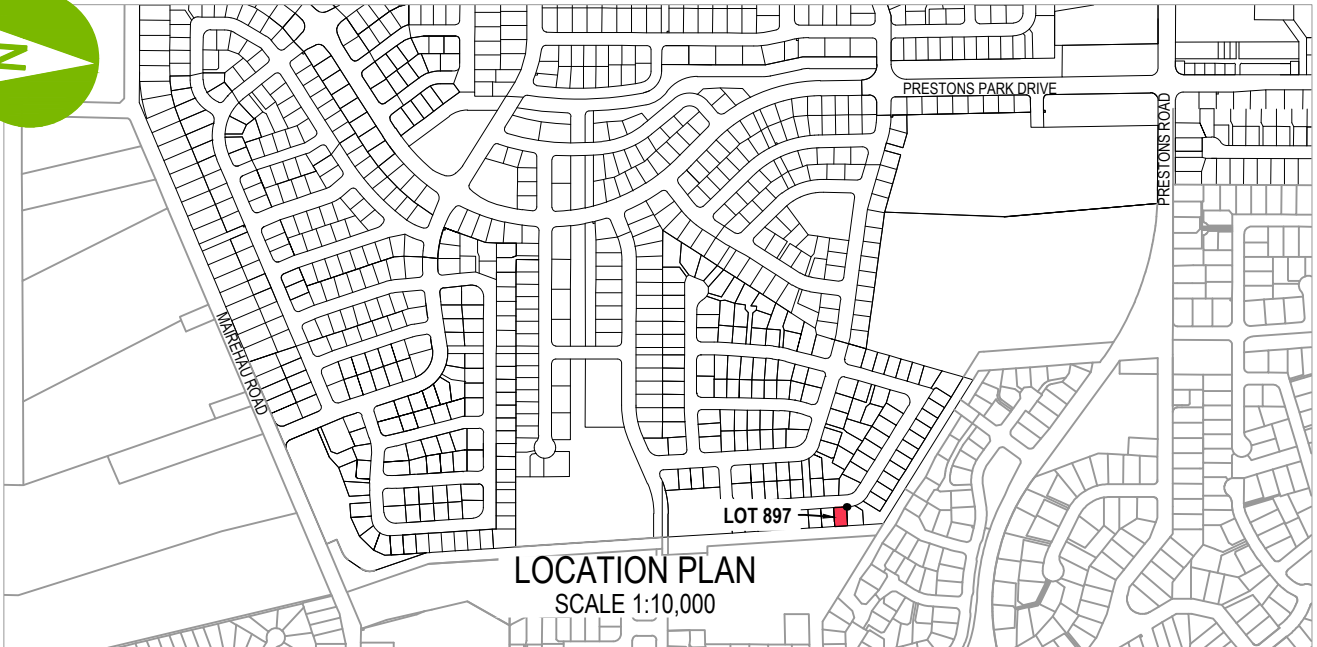 N
PRESTONS PARK DRIVE
PRESTONS ROAD
MAIREHAU ROAD
LOT 897
LOCATION PLAN
SCALE 1:10,000